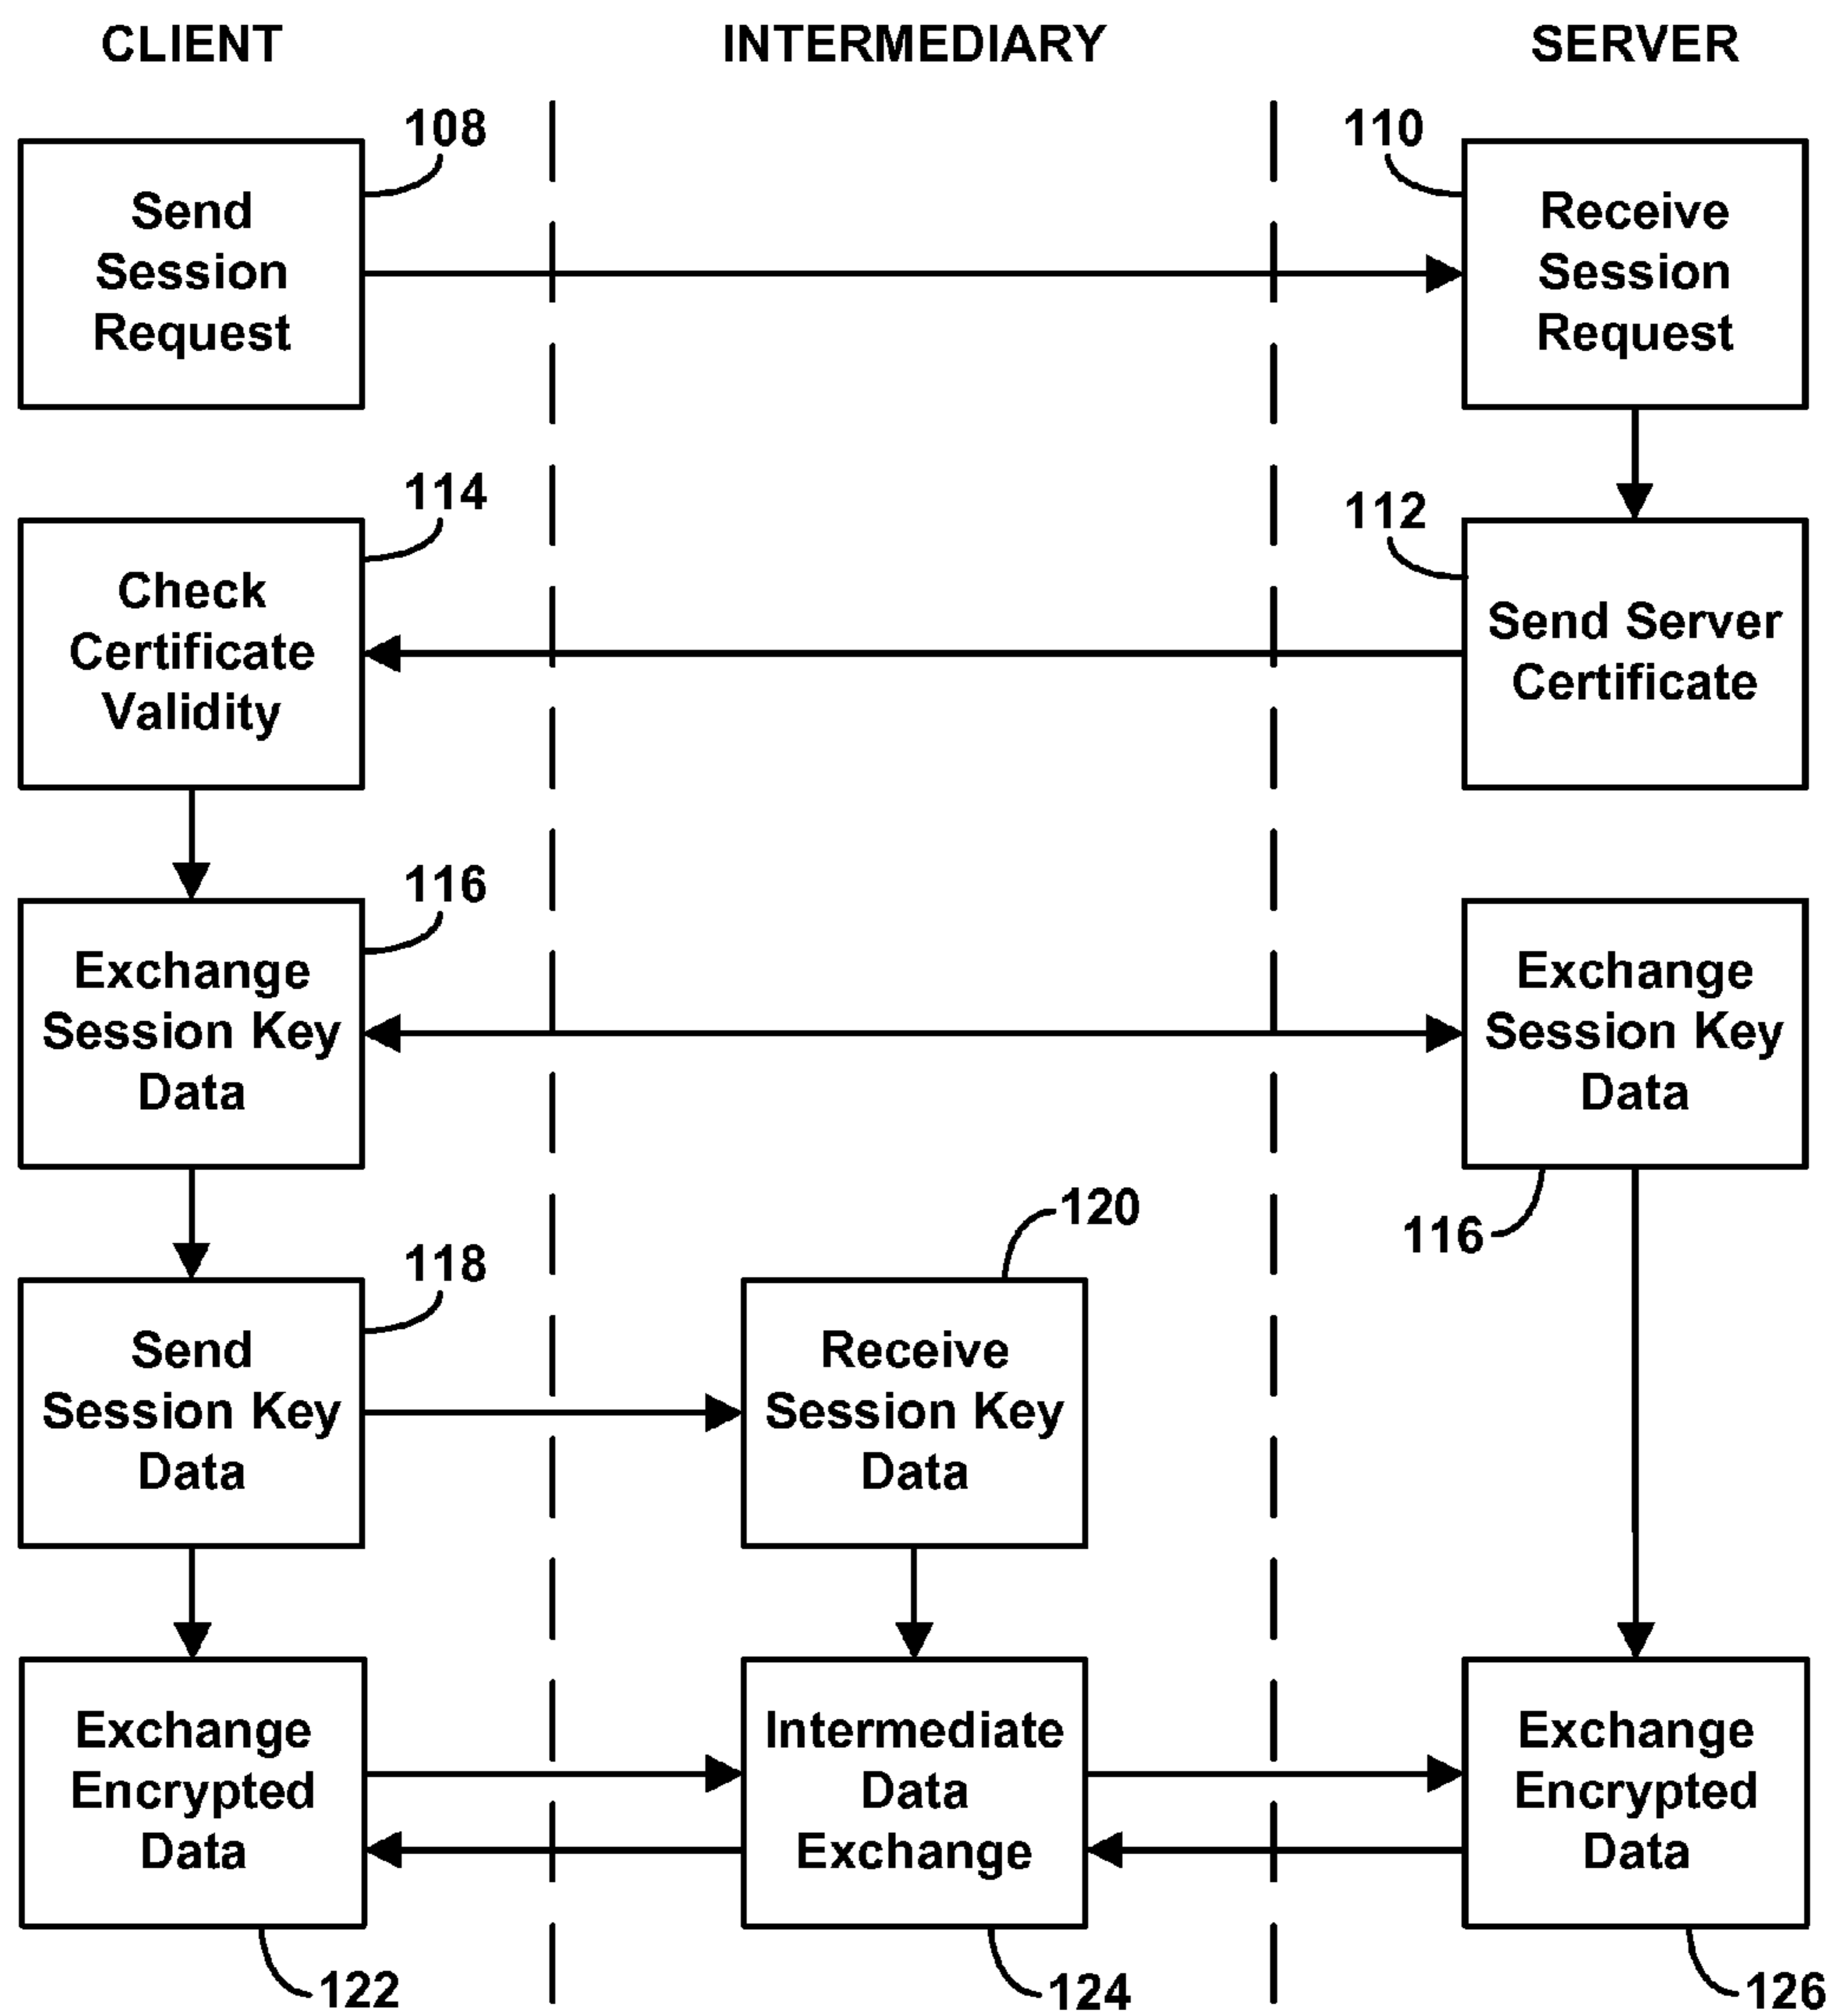 CLIENT
INTERMEDIARY
SERVER
108
110
Send
Session
Request
Receive
Session
Request
114
112
Check
Certificate
Validity
Send Server
Certificate
116
Exchange
Session Key
Data
Exchange
Session Key
Data
116
118
120
Send
Session Key
Data
Receive
Session Key
Data
Exchange
Encrypted
Data
Intermediate
Data
Exchange
Exchange
Encrypted
Data
122
124
126